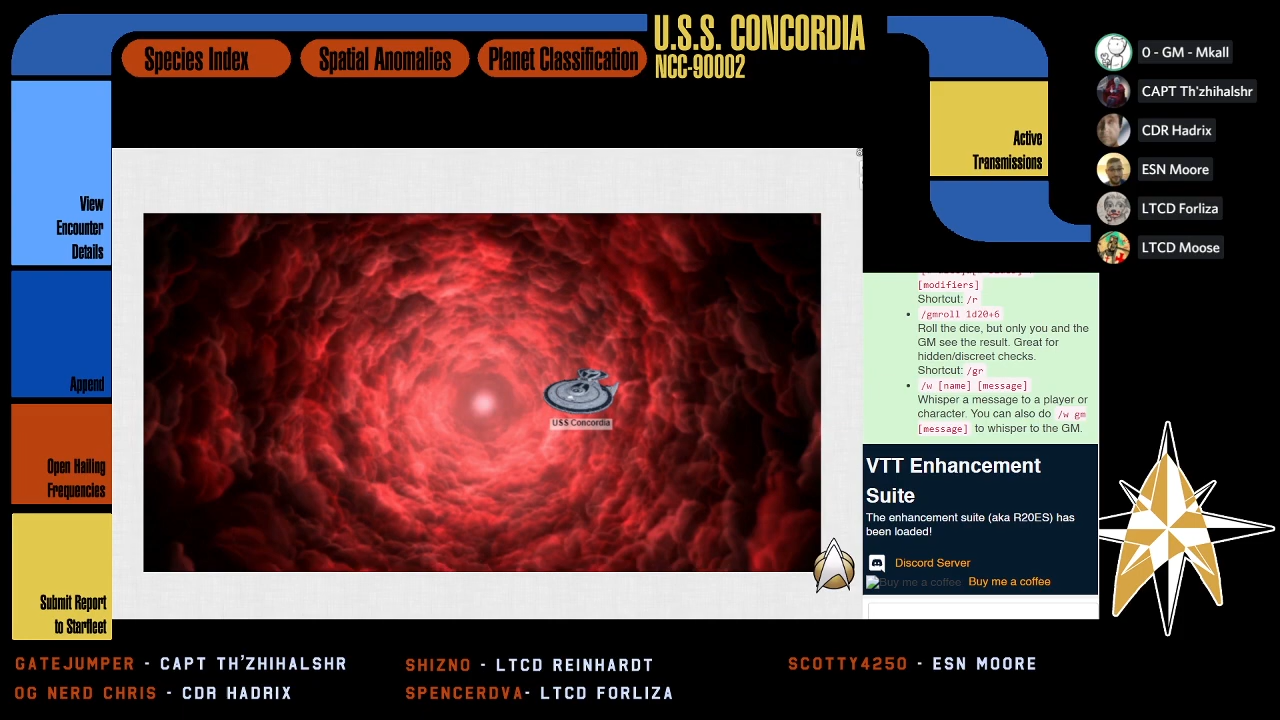 Species Index
Spatial Anomalies
Planet Classification
U.S.S. CONCORDIA
NCC-90002
View
Encounter
Details
Append
Open Hailing
Frequencies
Submit Report
to Starfleet
Active
Transmissions
0 - GM - Mkall
CAPT Th'zhihalshr
CDR Hadrix
ESN Moore
LTCD Forliza
LTCD Moose
USS Concordia
[modifiers]
Shortcut: /r
/gmroll 1d20+6
Roll the dice, but only you and the
GM see the result. Great for
hidden/discreet checks.
Shortcut: /gr
/w [name] [message]
Whisper a message to a player or
character. You can also do /w gm
[message] to whisper to the GM.
VTT Enhancement
Suite
The enhancement suite (aka R20ES) has
been loaded!
Discord Server
Buy me a coffee Buy me a coffee
GATEJUMPER - CAPT TH'ZHIHALSHR
OG NERD CHRIS - CDR HADRIX
SHIZNO - LTCD REINHARDT
SPENCERDVA- LTCD FORLIZA
SCOTTY4250 - ESN MOORE